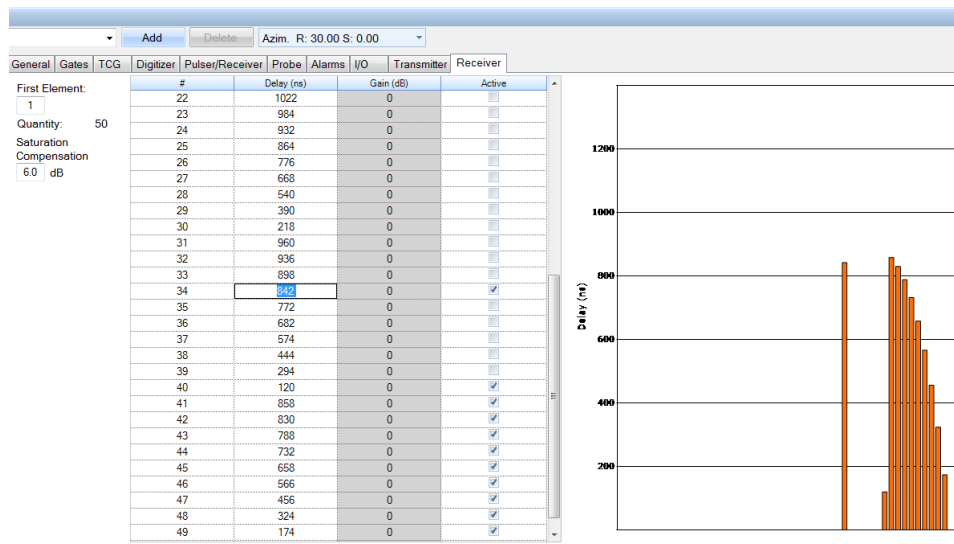 Add Delete Azim. R: 30.00 S: 0.00
General Gates TCG Digitizer Pulser/Receiver Probe Alarms I/O Transmitter Receiver
First Element:
1
Quantity: 50
Saturation
Compensation
6.0 dB
# Delay (ns) Gain (dB) Active
22 1022 0
23 984 0
24 932 0
25 864 0
26 776 0
27 668 0
28 540 0
29 390 0
30 218 0
31 960 0
32 936 0
33 898 0
34 842 0
35 772 0
36 682 0
37 574 0
38 444 0
39 294 0
40 120 0
41 858 0
42 830 0
43 788 0
44 732 0
45 658 0
46 566 0
47 456 0
48 324 0
49 174 0
Delay (ns)
1200
1000
800
600
400
200